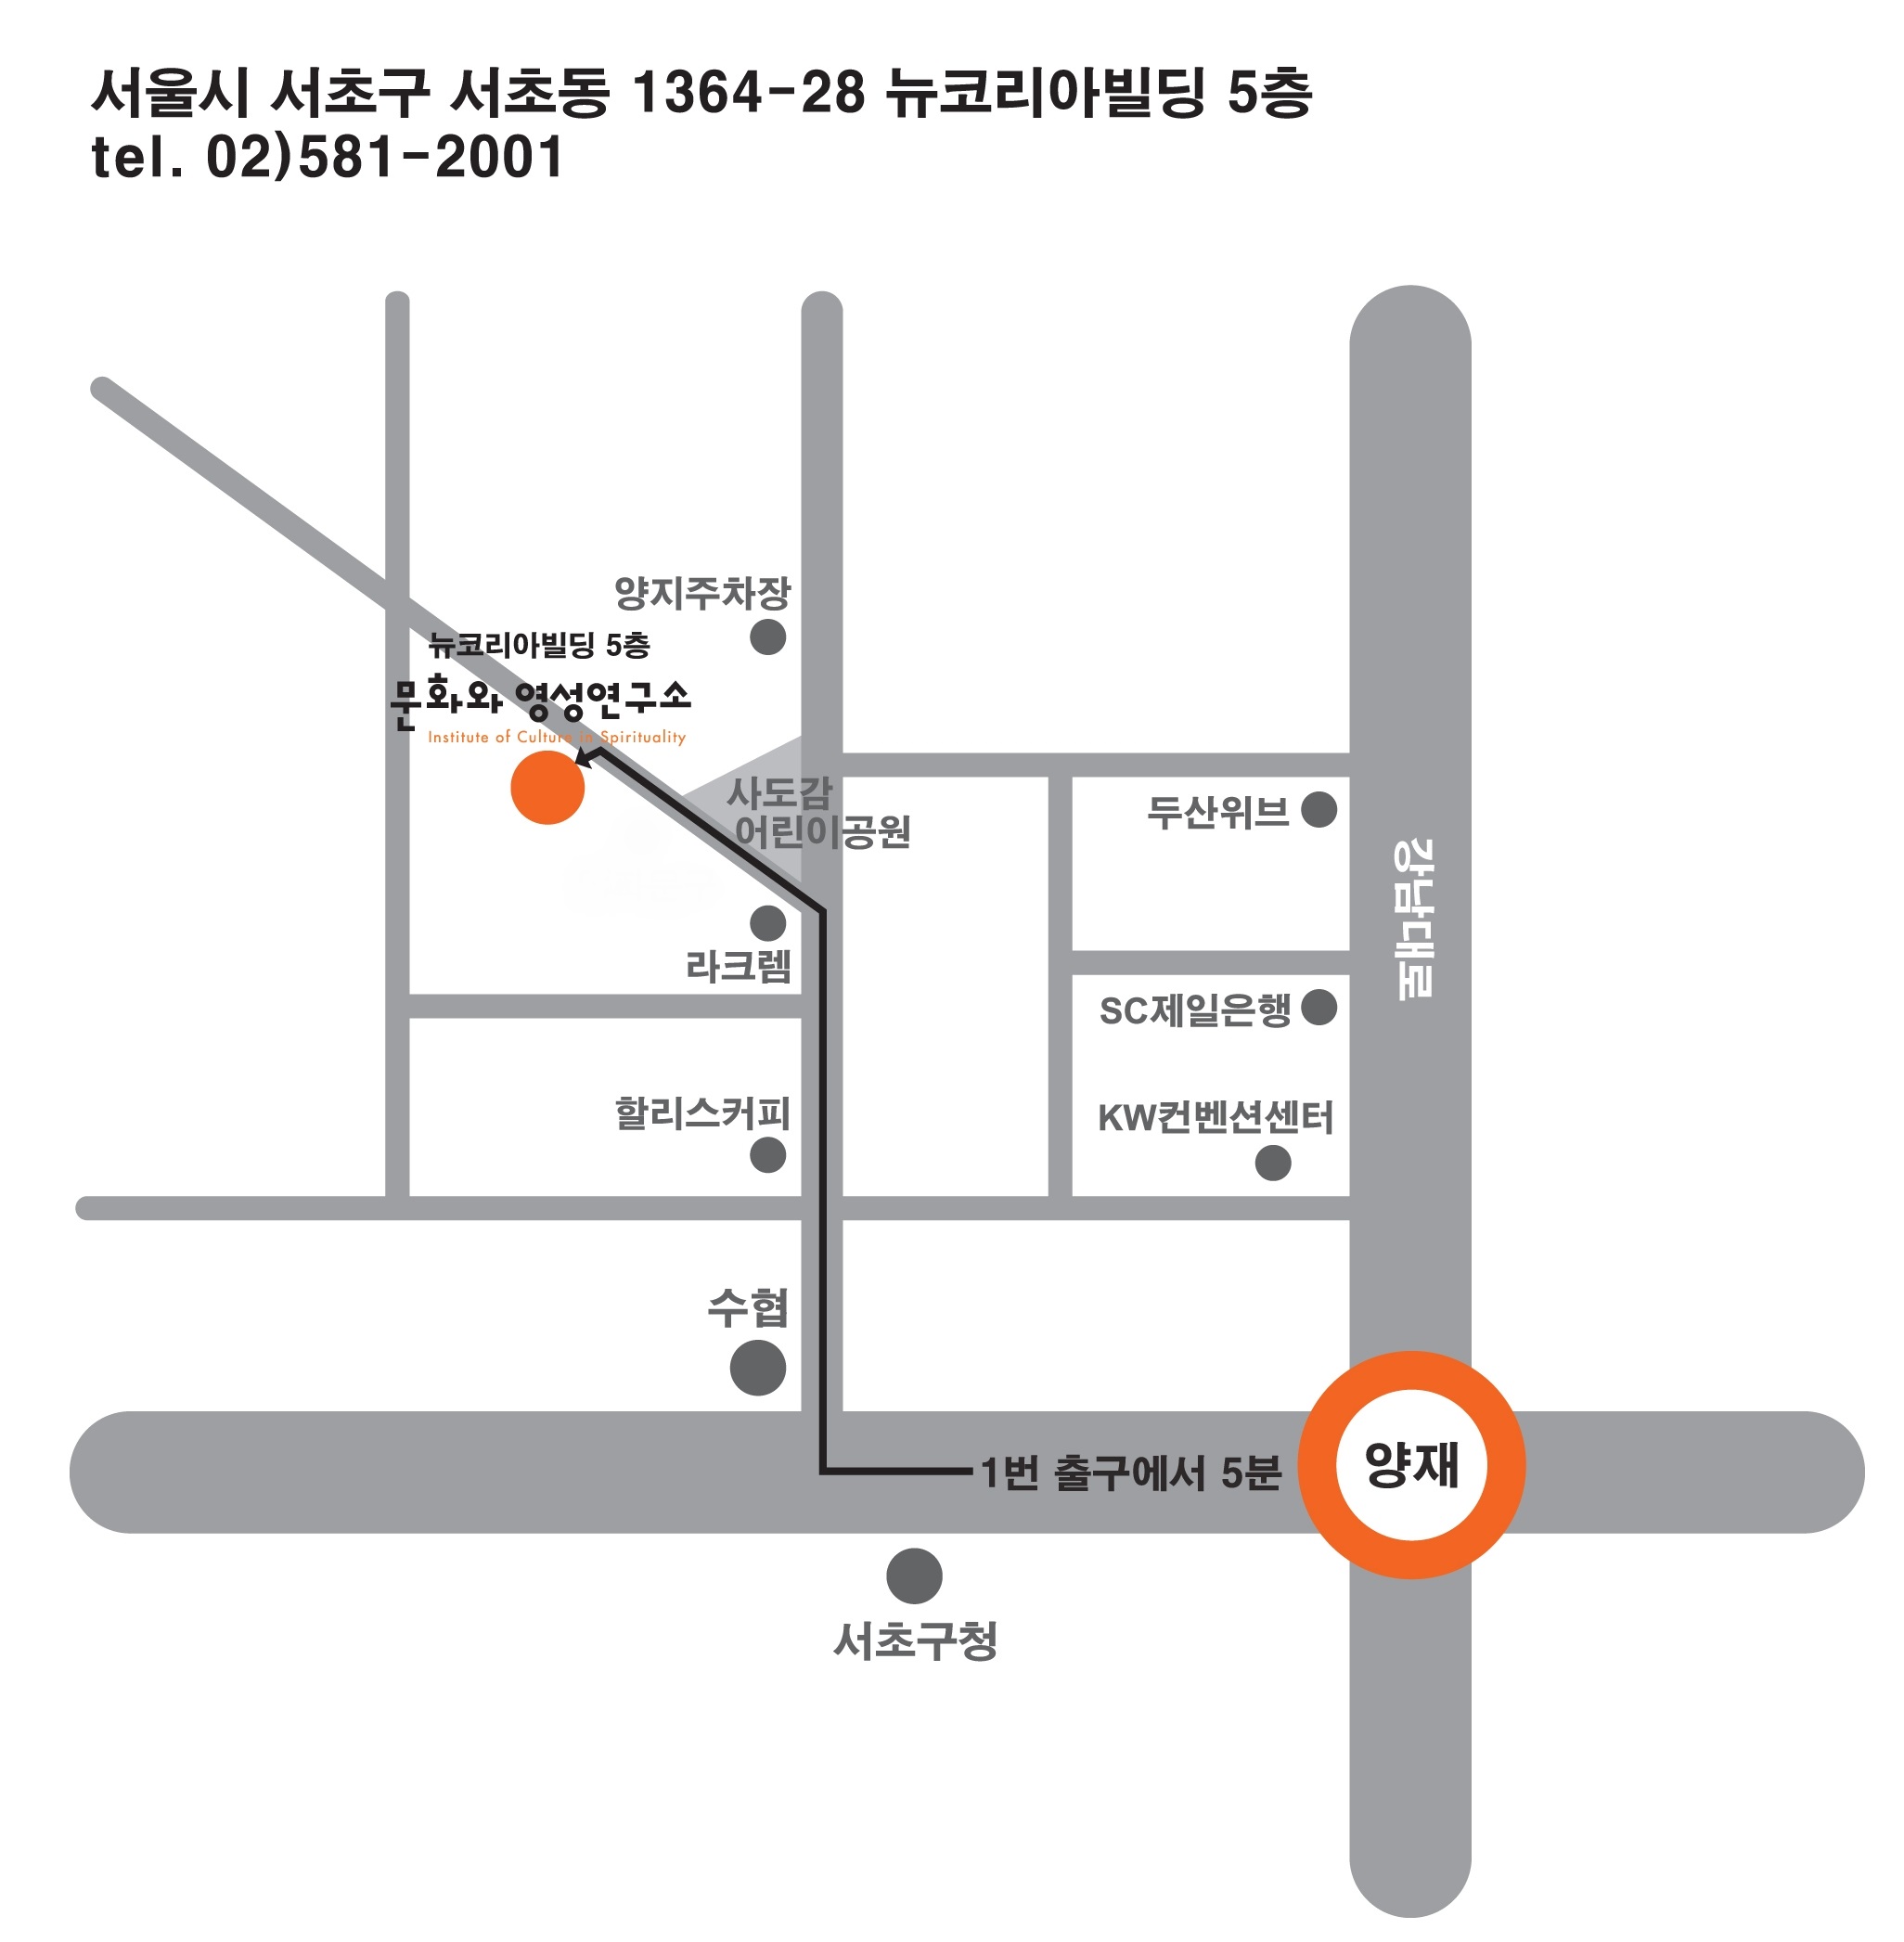 서울시 서초구 서초동 1364-28 뉴코리아빌딩 5층
tel. 02)581-2001
양지주차장
뉴코리아빌딩 5층
문화와 영성연구소
Institute of Culture in Spirituality
사도감
어린이공원
두산위브
강남대로
라크렘
SC제일은행
할리스커피
KW컨벤션센터
수협
1번 출구에서 5분
양재
서초구청